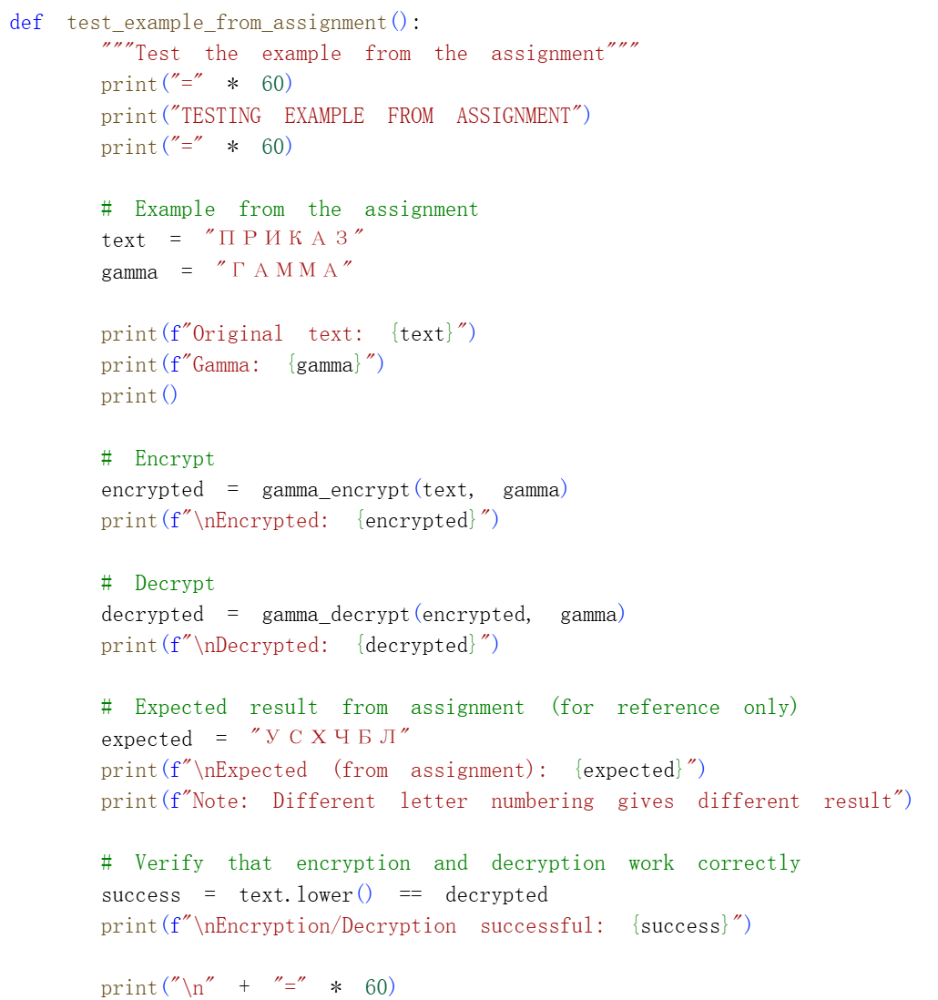 def test_example_from_assignment():
    """Test the example from the assignment"""
    print("=" * 60)
    print("TESTING EXAMPLE FROM ASSIGNMENT")
    print("=" * 60)

    # Example from the assignment
    text = "ПРИКАЗ"
    gamma = "ГАММА"

    print(f"Original text: {text}")
    print(f"Gamma: {gamma}")
    print()

    # Encrypt
    encrypted = gamma_encrypt(text, gamma)
    print(f"\nEncrypted: {encrypted}")

    # Decrypt
    decrypted = gamma_decrypt(encrypted, gamma)
    print(f"\nDecrypted: {decrypted}")

    # Expected result from assignment (for reference only)
    expected = "УСХЧБЛ"
    print(f"\nExpected (from assignment): {expected}")
    print(f"Note: Different letter numbering gives different result")

    # Verify that encryption and decryption work correctly
    success = text.lower() == decrypted
    print(f"\nEncryption/Decryption successful: {success}")

    print("\n" + "=" * 60)